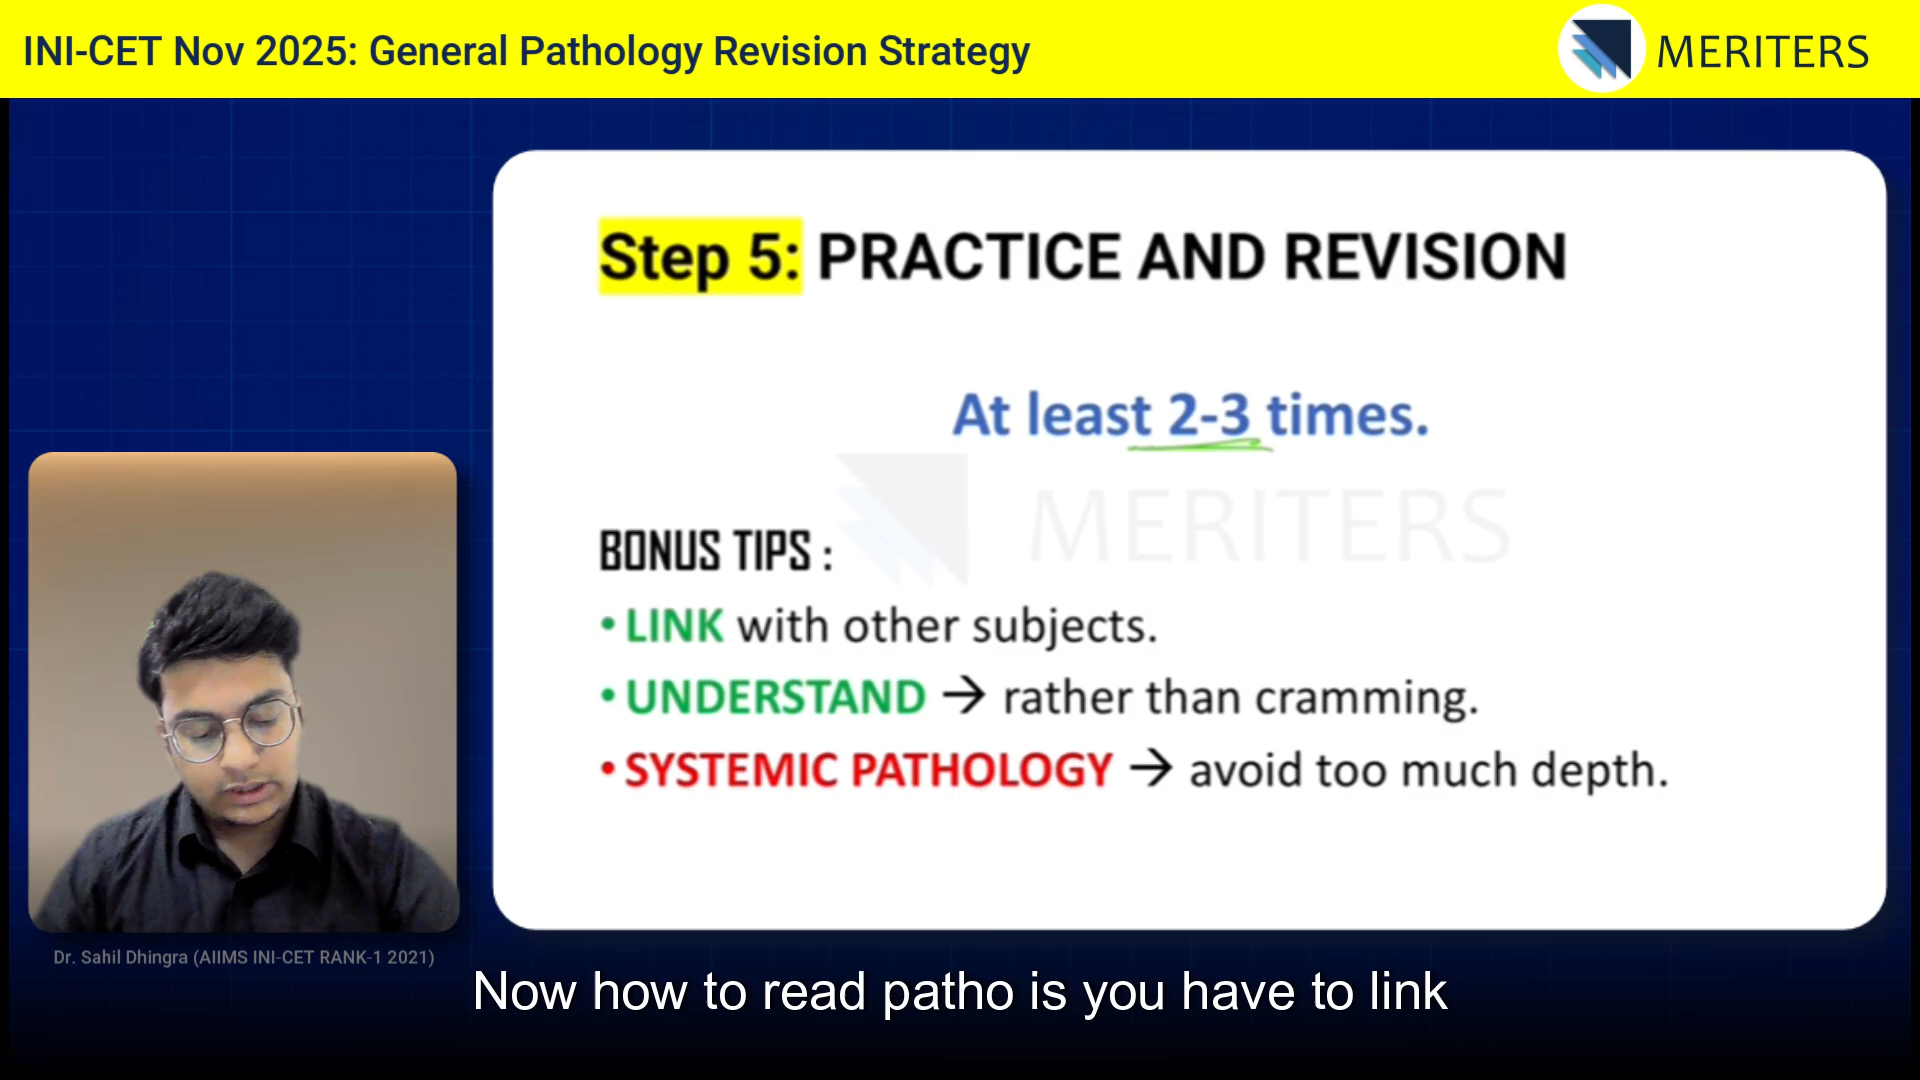 INI-CET Nov 2025: General Pathology Revision Strategy
MERITERS
Step 5: PRACTICE AND REVISION
At least 2-3 times.
MERITERS
BONUS TIPS :
• LINK with other subjects.
• UNDERSTAND → rather than cramming.
• SYSTEMIC PATHOLOGY → avoid too much depth.
Dr. Sahil Dhingra (AIIMS INI-CET RANK-1 2021)
Now how to read patho is you have to link